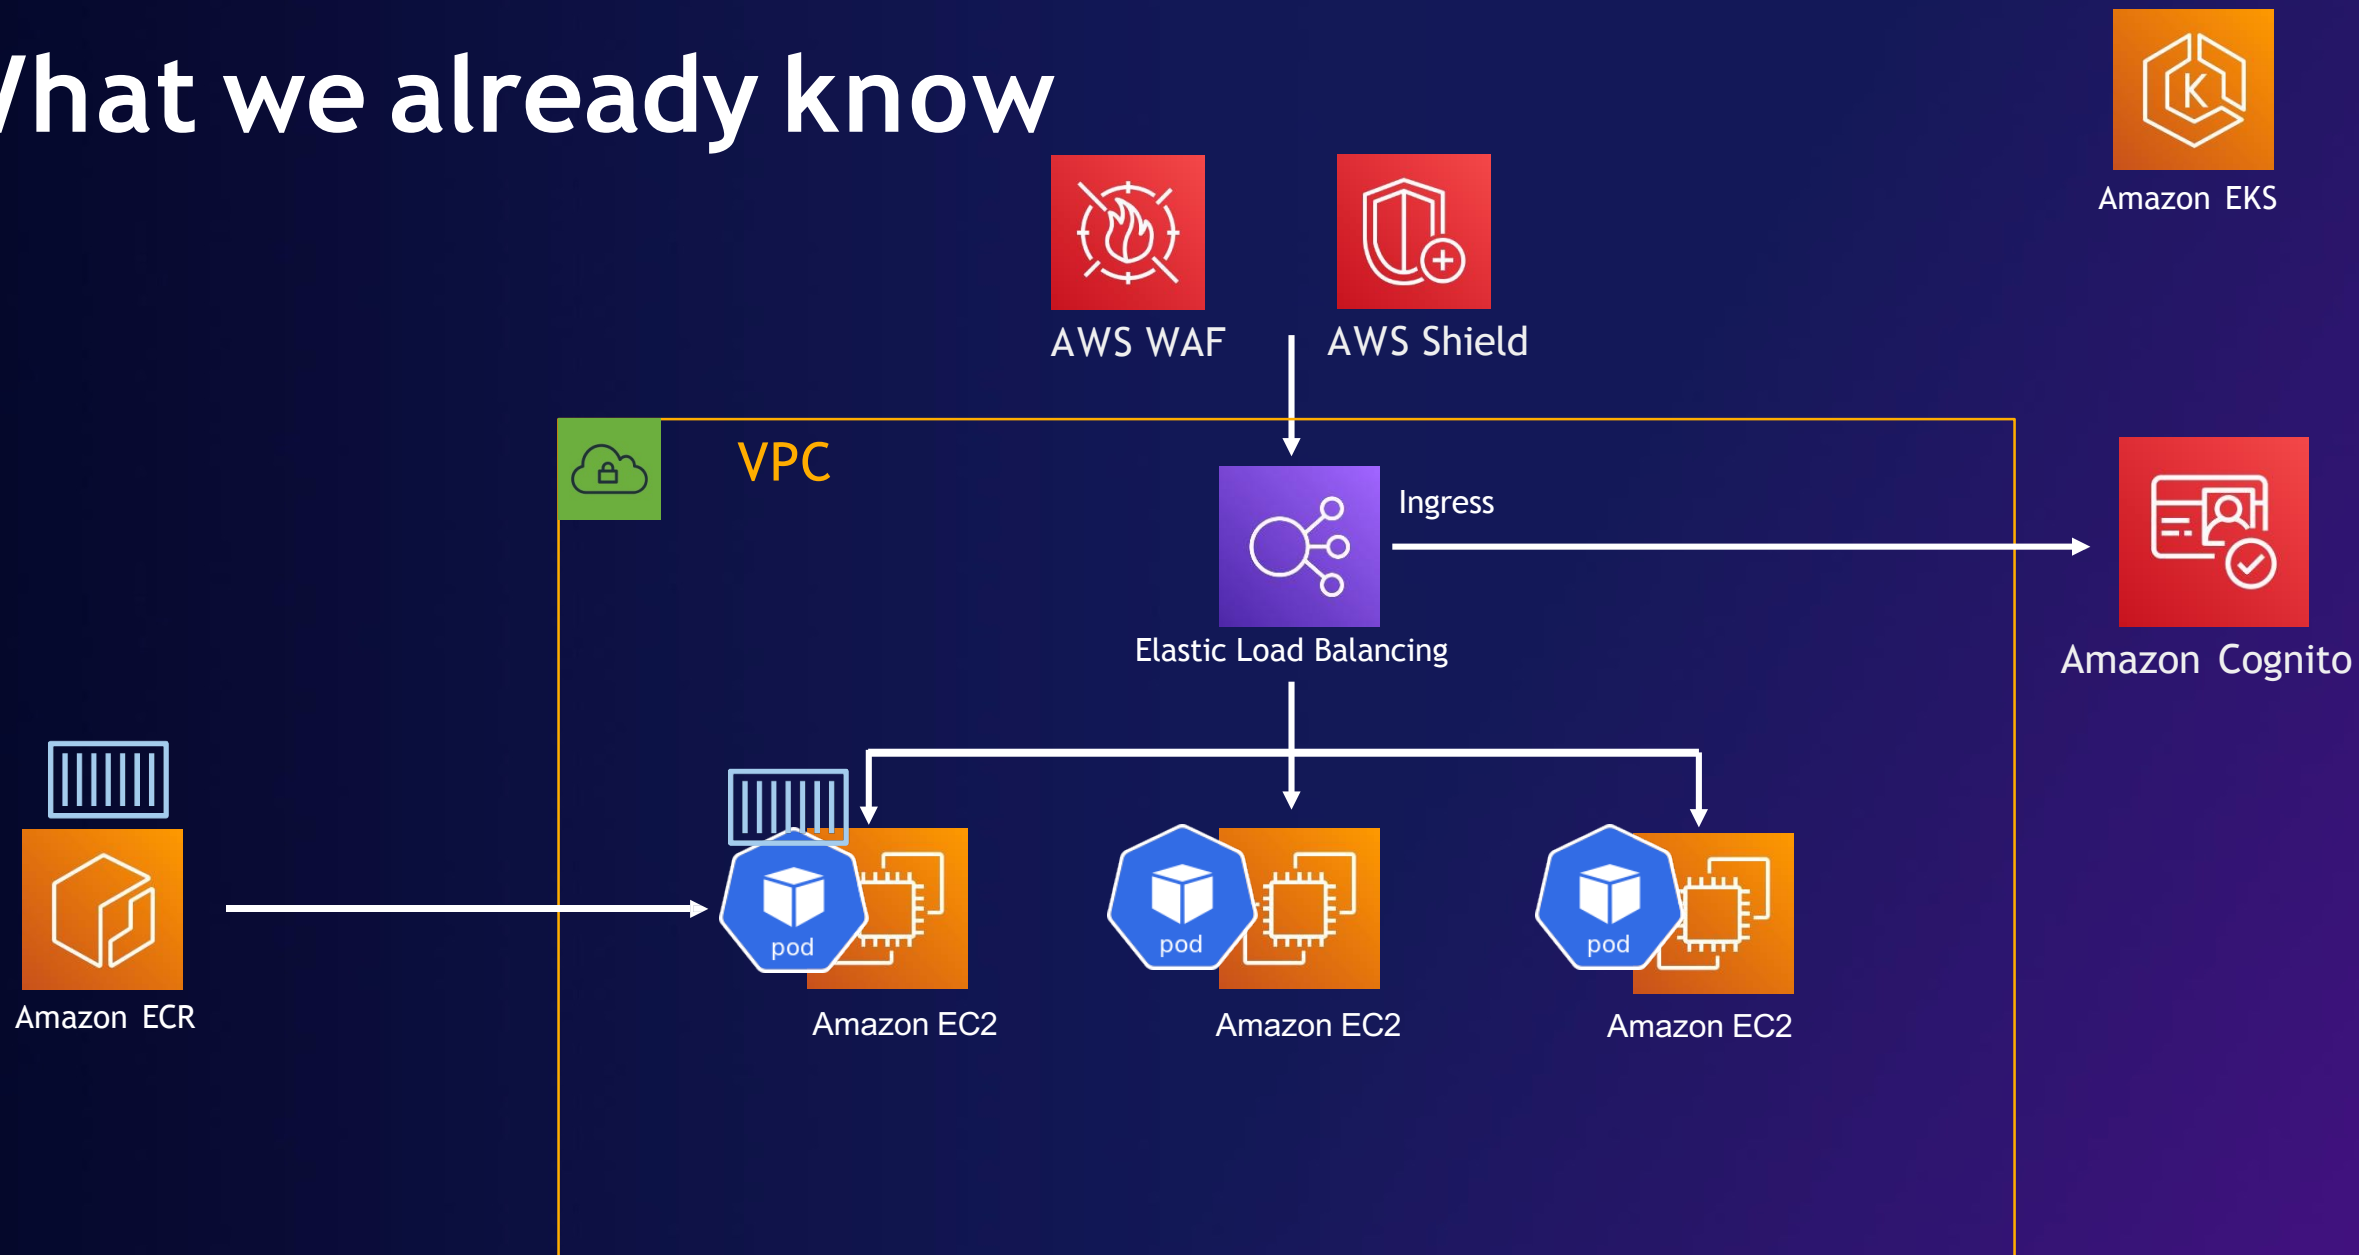 What we already know
Amazon EKS
AWS WAF
AWS Shield
VPC
Ingress
Elastic Load Balancing
Amazon Cognito
pod
pod
pod
Amazon ECR
Amazon EC2
Amazon EC2
Amazon EC2